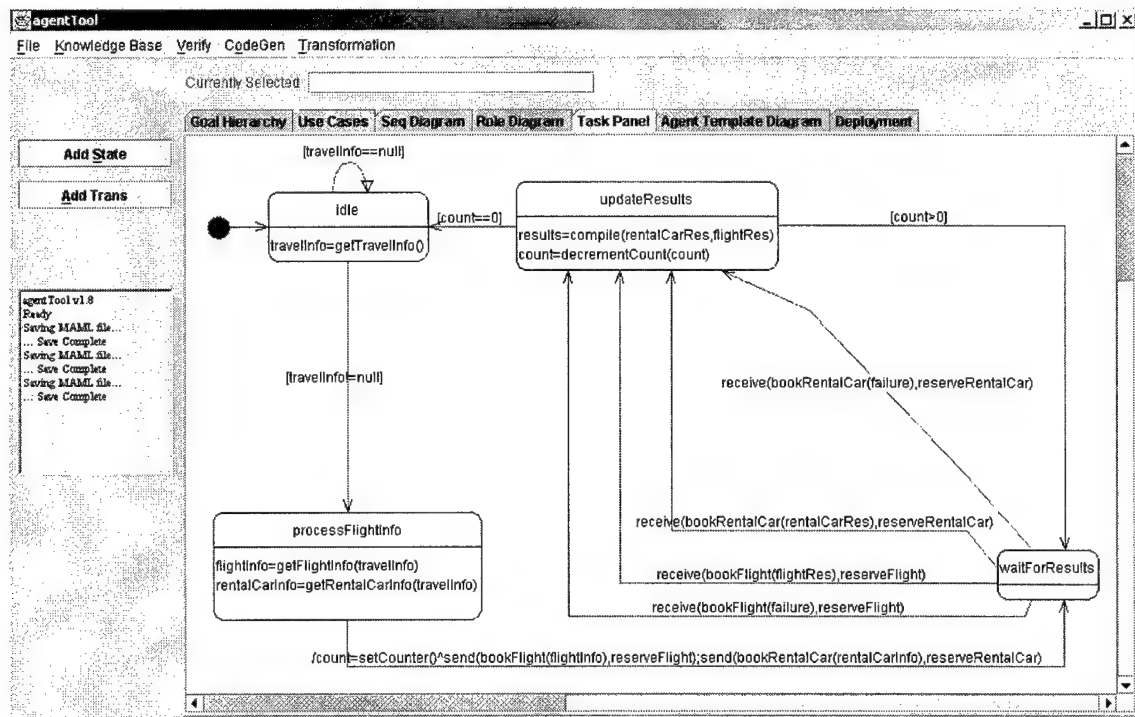 agentTool
File Knowledge Base Verify CodeGen Transformation
Currently Selected
Goal Hierarchy Use Cases Seq Diagram Role Diagram Task Panel Agent Template Diagram Deployment
Add State
Add Trans
agentTool v1.8
Ready
Saving MAML file...
... Save Complete
Saving MAML file...
... Save Complete
Saving MAML file...
... Save Complete
[travelInfo==null]
idle
travelInfo=getTravelInfo()
[count==0]
updateResults
results=compile(rentalCarRes,flightRes)
count=decrementCount(count)
[count>0]
[travelInfo!=null]
receive(bookRentalCar(failure),reserveRentalCar)
processFlightInfo
flightInfo=getFlightInfo(travelInfo)
rentalCarInfo=getRentalCarInfo(travelInfo)
receive(bookRentalCar(rentalCarRes),reserveRentalCar)
waitForResults
receive(bookFlight(flightRes),reserveFlight)
receive(bookFlight(failure),reserveFlight)
/count=setCounter()^send(bookFlight(flightInfo),reserveFlight);send(bookRentalCar(rentalCarInfo),reserveRentalCar)